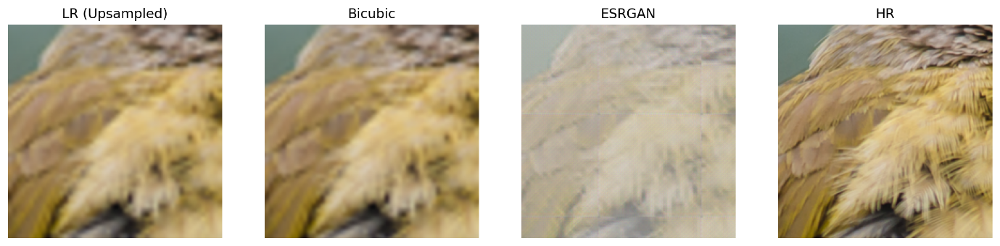 LR (Upsampled)
Bicubic
ESRGAN
HR